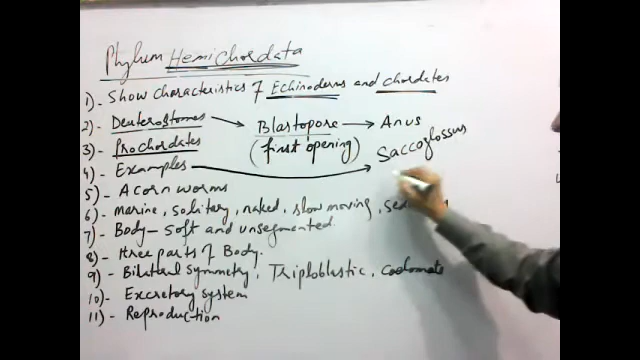 Phylum Hemichordata
1)- Show characteristics of Echinoderms and chordates
2)- Deuterostomes → Blastopore → Anus
3)- Prochordates (first opening)
4)- Examples → Saccoglossus
5)- Acorn worms
6)- marine, solitary, naked, slow moving,
7)- Body - soft and unsegmented.
8)- three parts of Body.
9)- Bilateral symmetry, Triploblastic, coelomate
10)- Excretory system
11)- Reproduction